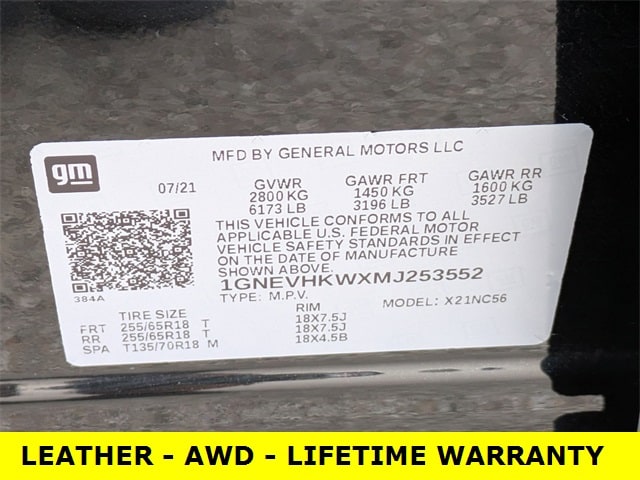 gm
MFD BY GENERAL MOTORS LLC
07/21
GVWR GAWR FRT GAWR RR
2800 KG 1450 KG 1600 KG
6173 LB 3196 LB 3527 LB
THIS VEHICLE CONFORMS TO ALL
APPLICABLE U.S. FEDERAL MOTOR
VEHICLE SAFETY STANDARDS IN EFFECT
ON THE DATE OF MANUFACTURE
SHOWN ABOVE.
1GNEVHKWXMJ253552
384A
TYPE: M.P.V. MODEL: X21NC56
TIRE SIZE RIM
FRT 255/65R18 T 18X7.5J
RR 255/65R18 T 18X7.5J
SPA T135/70R18 M 18X4.5B
LEATHER - AWD - LIFETIME WARRANTY